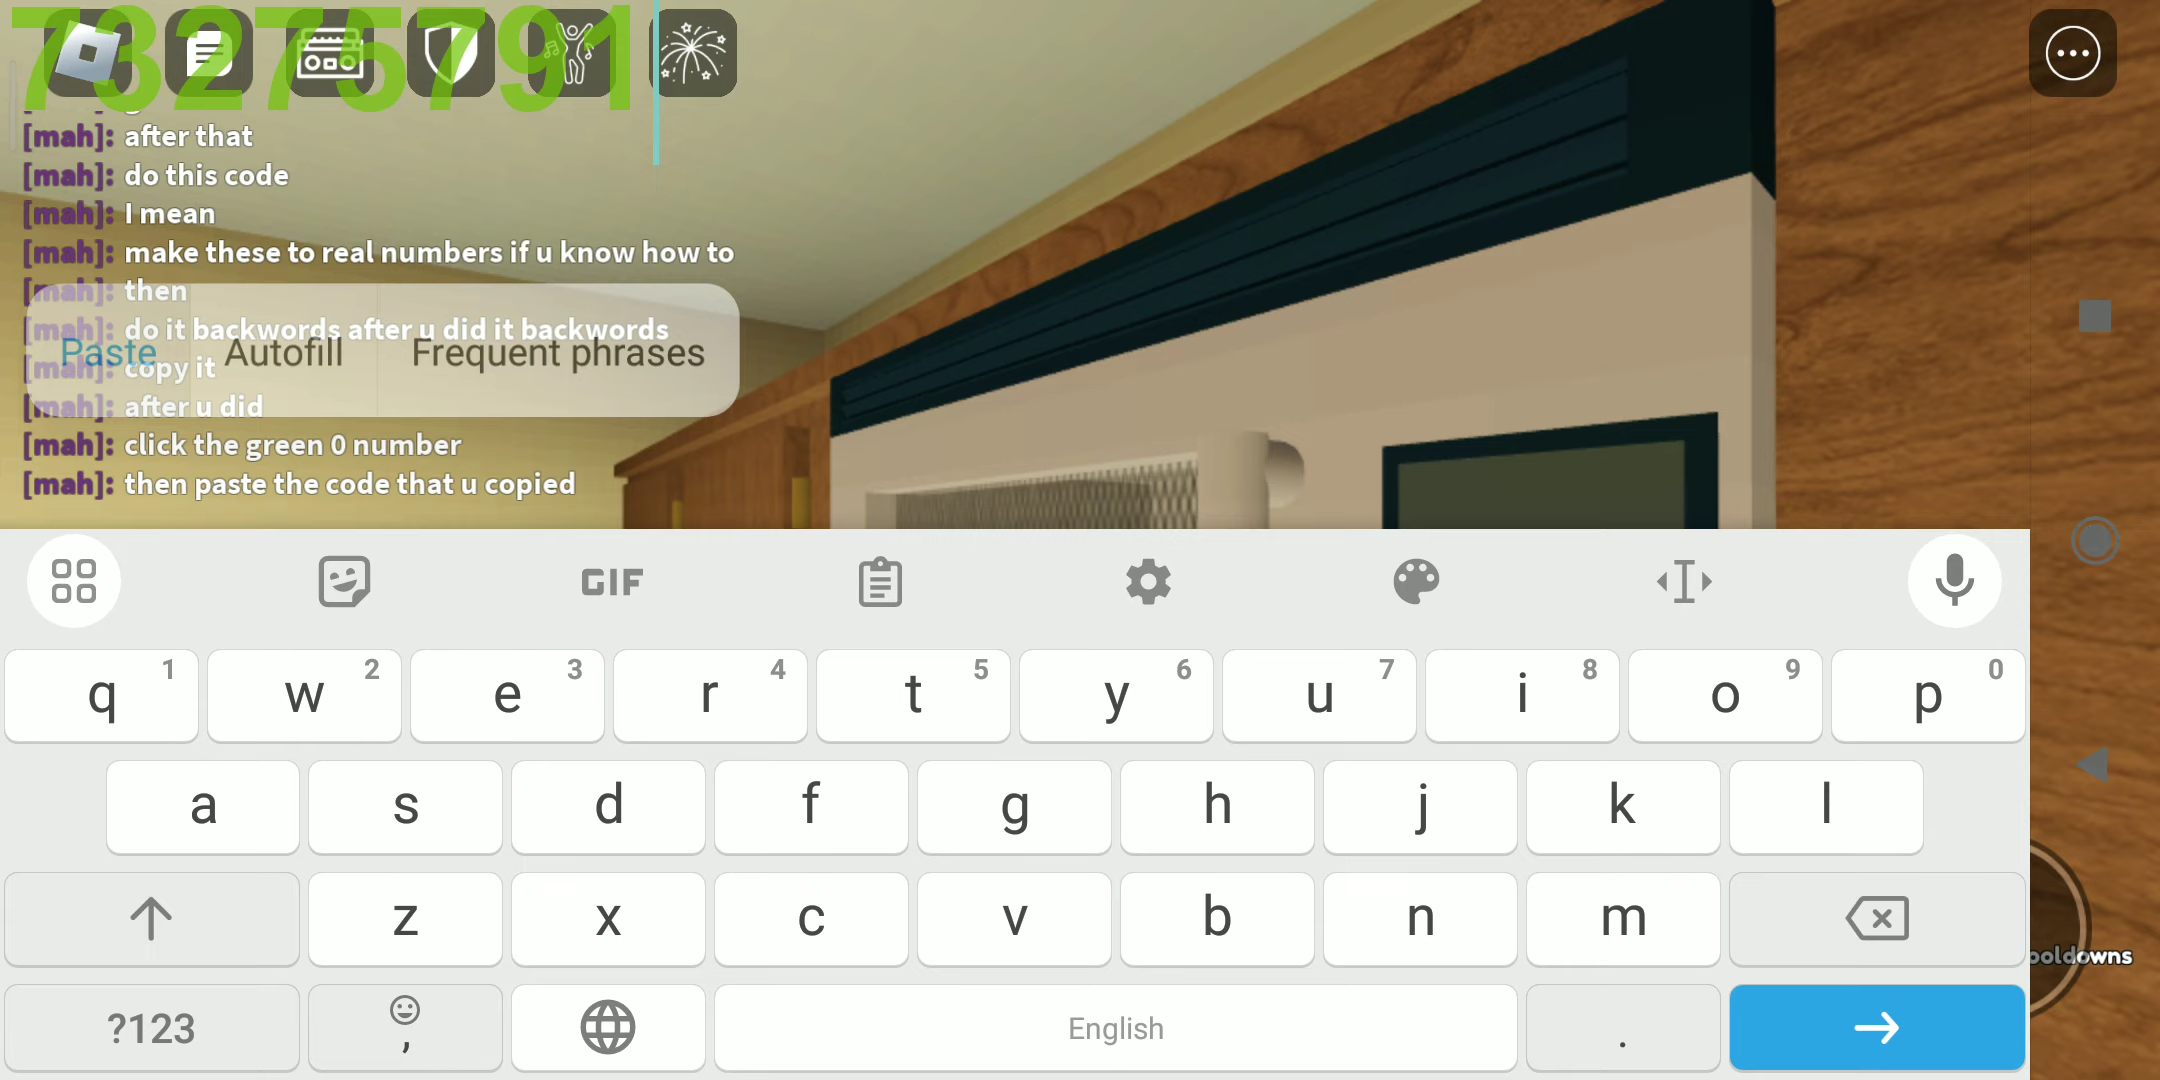 73275791
[mah]: after that
[mah]: do this code
[mah]: I mean
[mah]: make these to real numbers if u know how to
[mah]: then
[mah]: do it backwords after u did it backwords
Paste Autofill Frequent phrases
[mah]: copy it
[mah]: after u did
[mah]: click the green 0 number
[mah]: then paste the code that u copied
GIF
q 1 w 2 e 3 r 4 t 5 y 6 u 7 i 8 o 9 p 0
a s d f g h j k l
z x c v b n m
ooldowns
?123 , English .